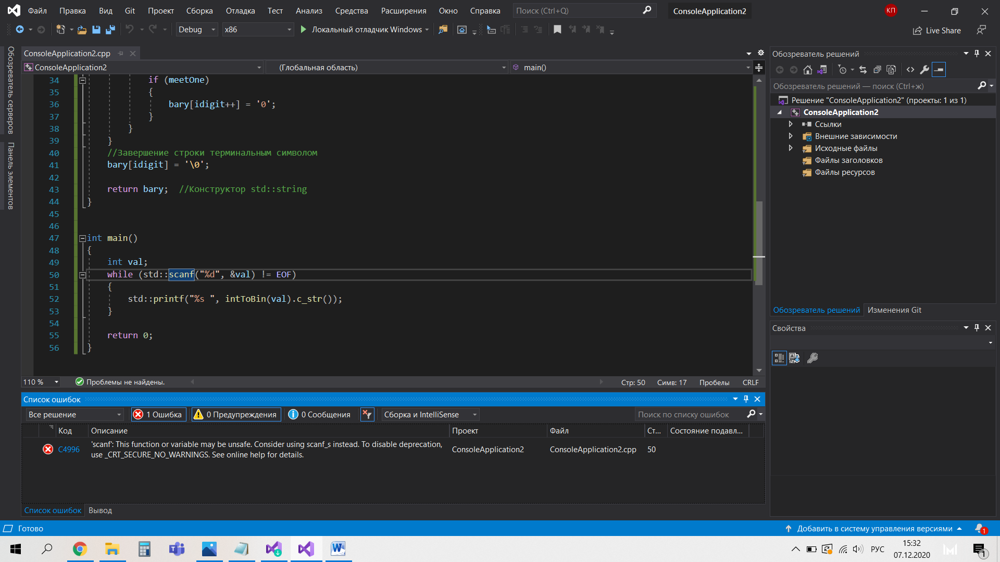 Файл Правка Вид Git Проект Сборка Отладка Тест Анализ Средства Расширения Окно Справка Поиск (Ctrl+Q) ConsoleApplication2 КП
Debug x86 Локальный отладчик Windows Live Share
Обозреватель серверов
Панель элементов
ConsoleApplication2.cpp
ConsoleApplication2 (Глобальная область) main()
34 if (meetOne)
35 {
36 bary[idigit++] = '0';
37 }
38 }
39 }
40 //Завершение строки терминальным символом
41 bary[idigit] = '\0';
42
43 return bary; //Конструктор std::string
44 }
45
46
47 int main()
48 {
49 int val;
50 while (std::scanf("%d", &val) != EOF)
51 {
52 std::printf("%s ", intToBin(val).c_str());
53 }
54
55 return 0;
56 }
110 % Проблемы не найдены. Стр: 50 Симв: 17 Пробелы CRLF
Список ошибок
Все решение 1 Ошибка 0 Предупреждения 0 Сообщения Сборка и IntelliSense Поиск по списку ошибок
Код Описание Проект Файл Ст... Состояние подавл...
C4996 'scanf': This function or variable may be unsafe. Consider using scanf_s instead. To disable deprecation, use _CRT_SECURE_NO_WARNINGS. See online help for details. ConsoleApplication2 ConsoleApplication2.cpp 50
Список ошибок Вывод
Обозреватель решений
Обозреватель решений — поиск (Ctrl+ж)
Решение "ConsoleApplication2" (проекты: 1 из 1)
ConsoleApplication2
Ссылки
Внешние зависимости
Исходные файлы
Файлы заголовков
Файлы ресурсов
Обозреватель решений Изменения Git
Свойства
Готово Добавить в систему управления версиями 1
РУС 15:32
07.12.2020 1